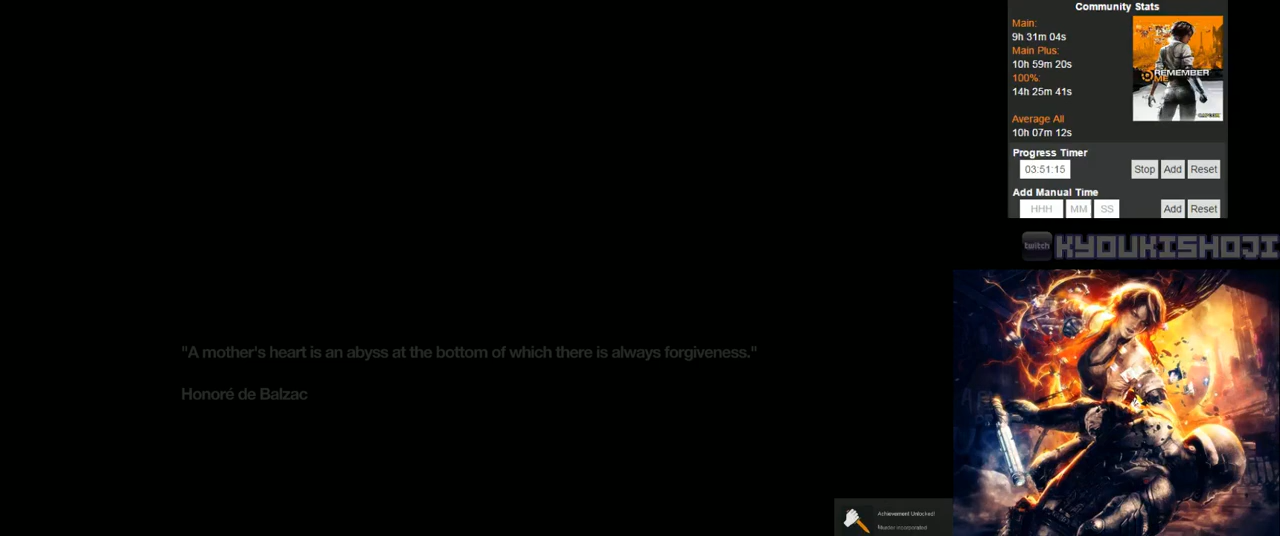 Community Stats
Main:
9h 31m 04s
Main Plus:
10h 59m 20s
100%:
14h 25m 41s
Average All
10h 07m 12s
REMEMBER
ME
Progress Timer
03:51:15
Stop
Add
Reset
Add Manual Time
HHH
MM
SS
Add
Reset
twitch
KYOUKISHOJI
"A mother's heart is an abyss at the bottom of which there is always forgiveness."
Honoré de Balzac
Achievement Unlocked!
Murder incorporated